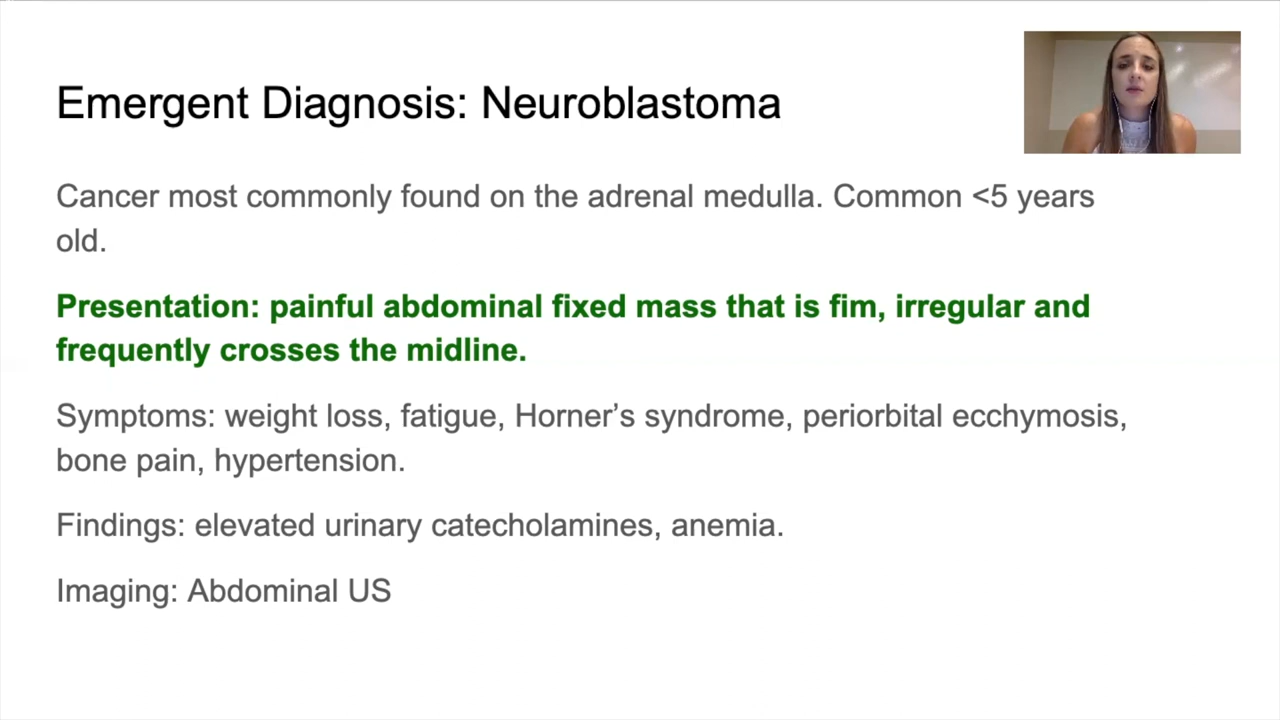 Emergent Diagnosis: Neuroblastoma
Cancer most commonly found on the adrenal medulla. Common <5 years
old.
Presentation: painful abdominal fixed mass that is fim, irregular and
frequently crosses the midline.
Symptoms: weight loss, fatigue, Horner’s syndrome, periorbital ecchymosis,
bone pain, hypertension.
Findings: elevated urinary catecholamines, anemia.
Imaging: Abdominal US